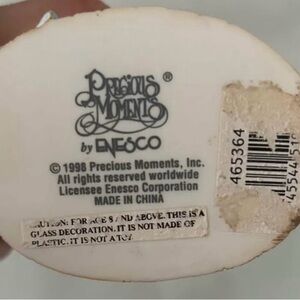 PRECIOUS ®
MOMENTS
by ENESCO
© 1998 Precious Moments, Inc.
All rights reserved worldwide
Licensee Enesco Corporation
MADE IN CHINA
CAUTION: FOR AGE 8 AND ABOVE. THIS IS A
GLASS DECORATION. IT IS NOT MADE OF
PLASTIC. IT IS NOT A TOY.
465364